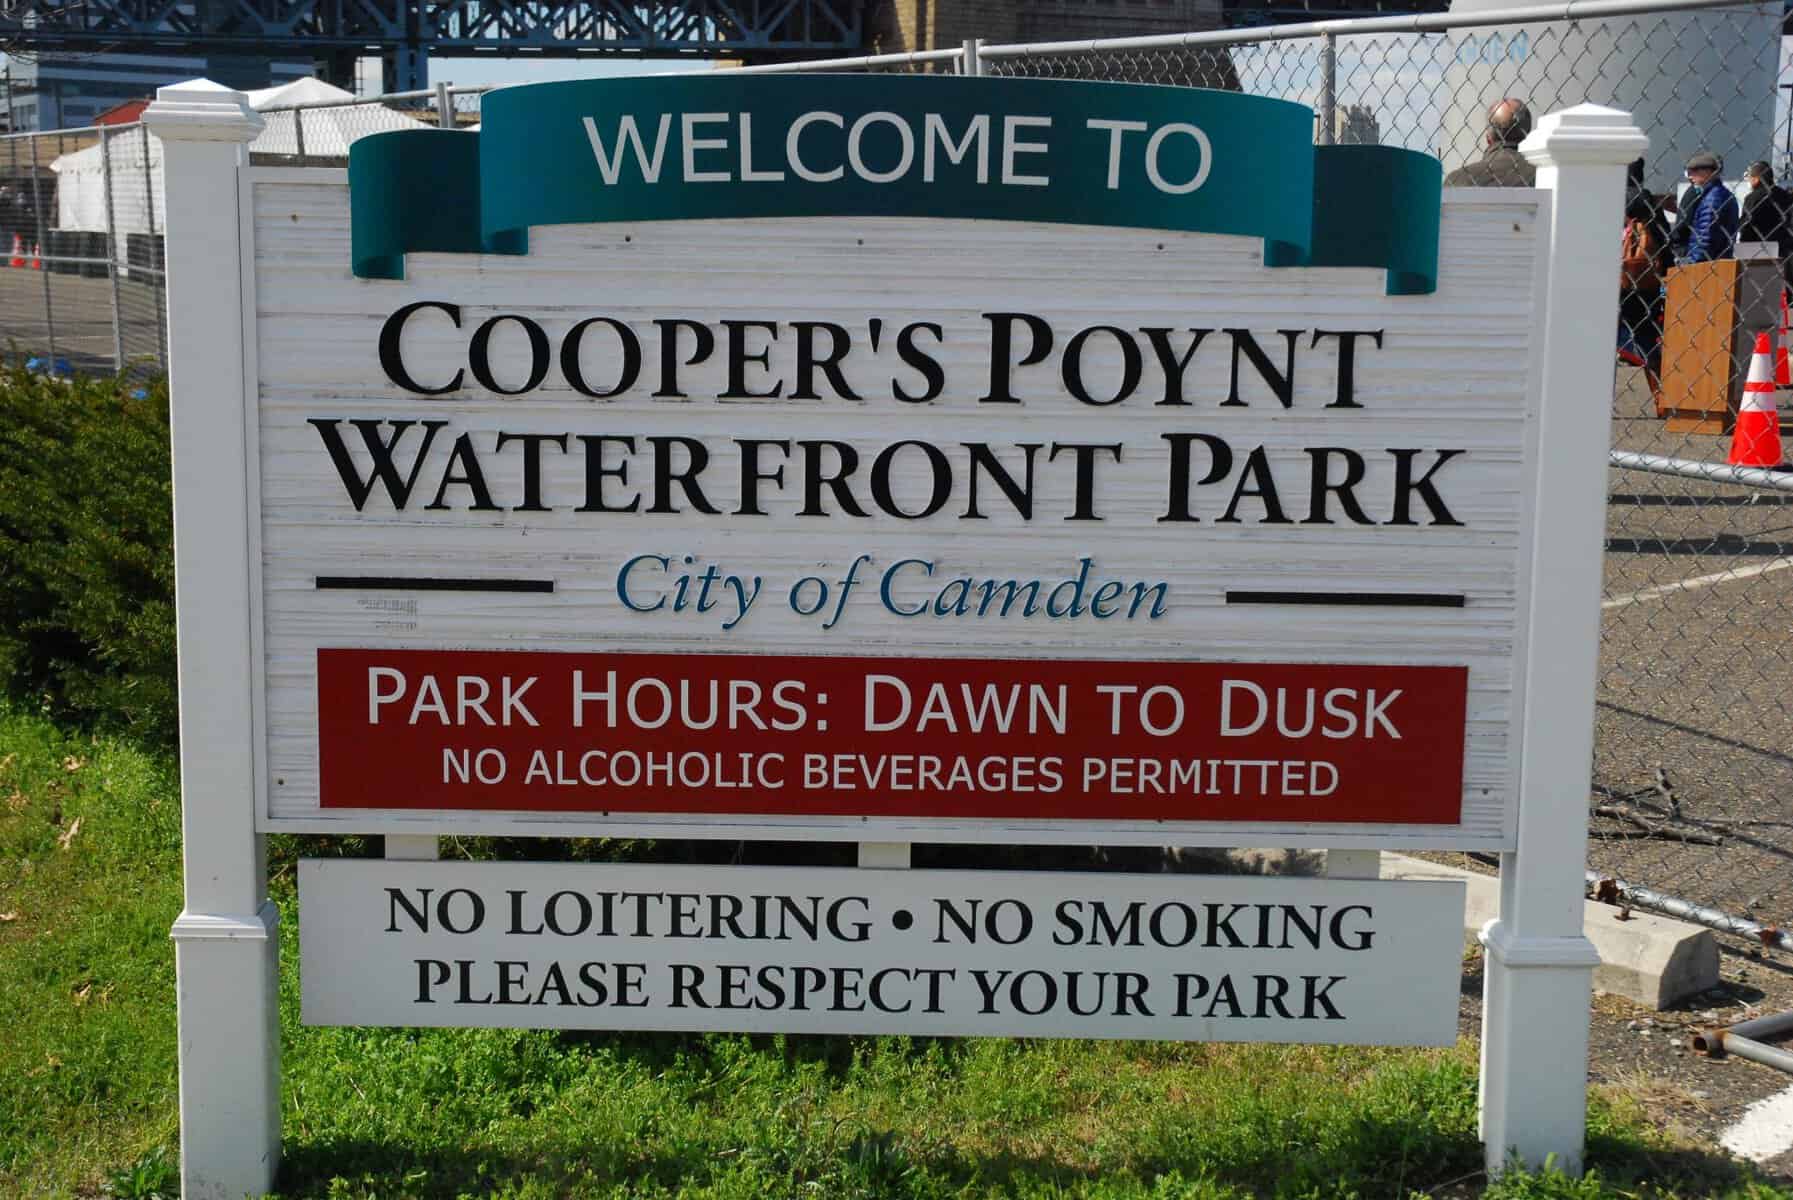 WELCOME TO
COOPER'S POYNT
WATERFRONT PARK
City of Camden
PARK HOURS: DAWN TO DUSK
NO ALCOHOLIC BEVERAGES PERMITTED
NO LOITERING • NO SMOKING
PLEASE RESPECT YOUR PARK